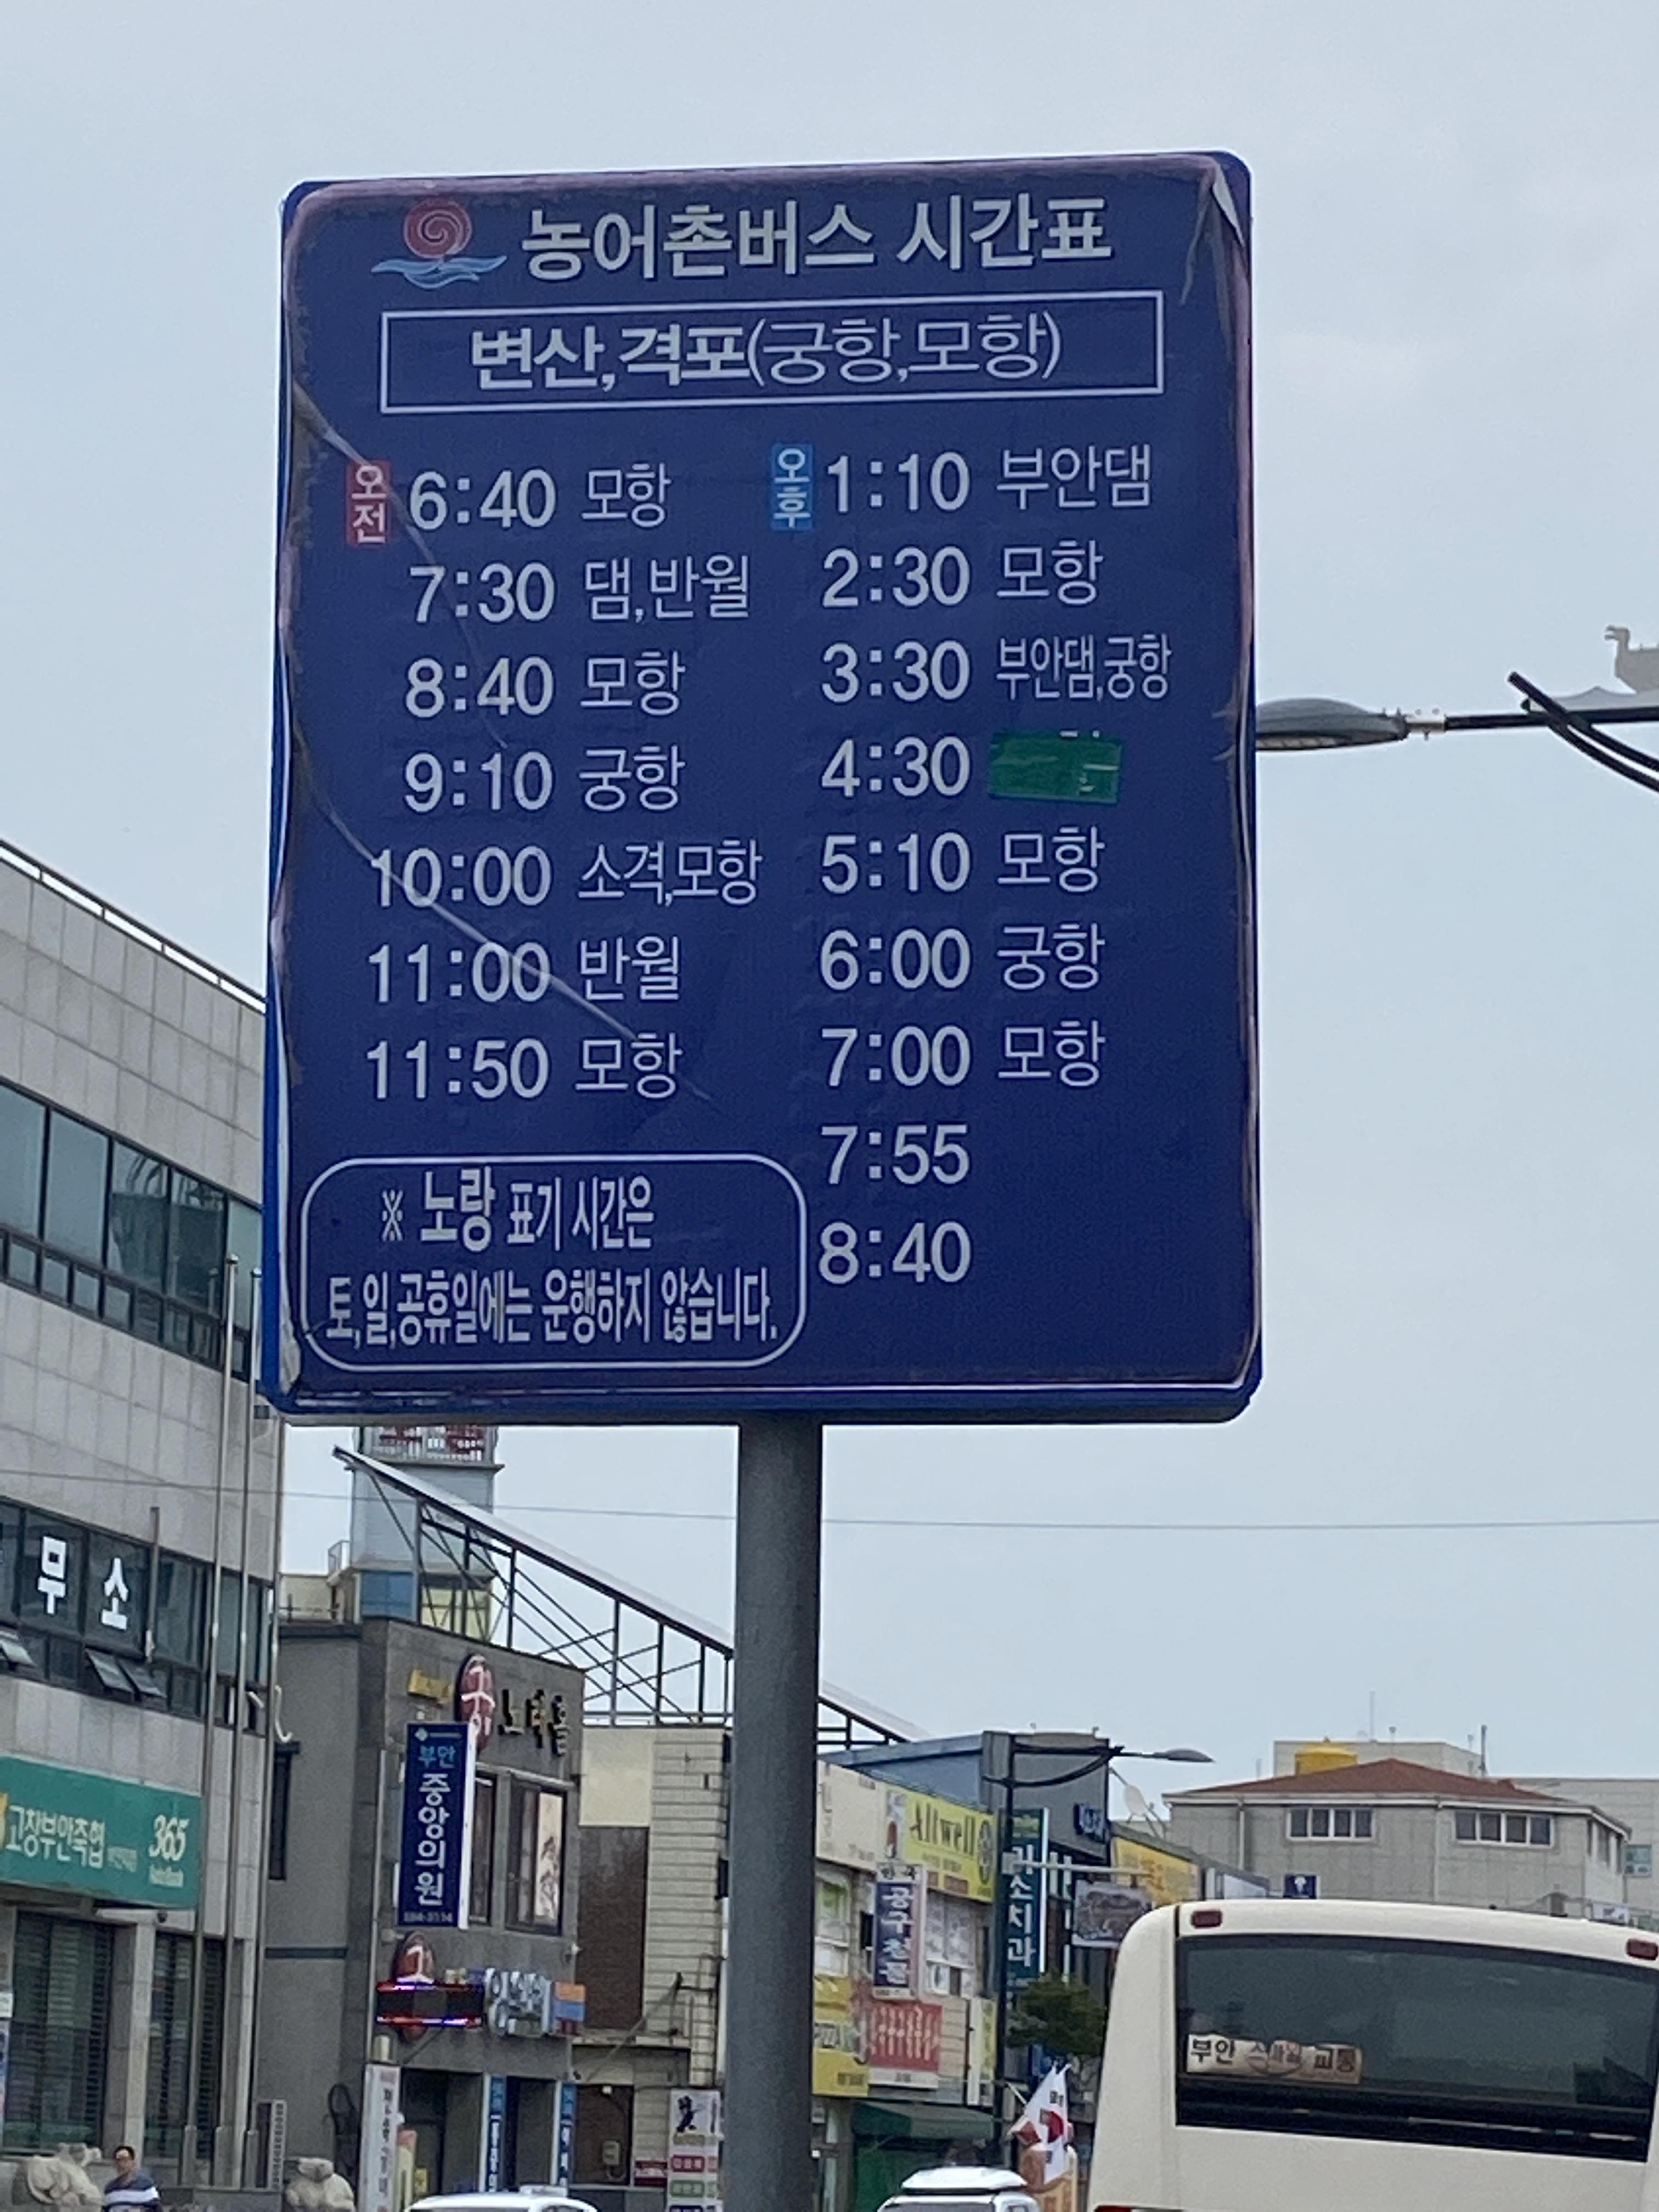 농어촌버스 시간표
변산,격포(궁항,모항)
오전
6:40 모항
7:30 댐,반월
8:40 모항
9:10 궁항
10:00 소격,모항
11:00 반월
11:50 모항
오후
1:10 부안댐
2:30 모항
3:30 부안댐,궁항
4:30
5:10 모항
6:00 궁항
7:00 모항
7:55
8:40
※ 노랑 표기 시간은
토,일,공휴일에는 운행하지 않습니다.
무소
고창부안축협
365
부안
중앙의원
Altwell
부안 교통